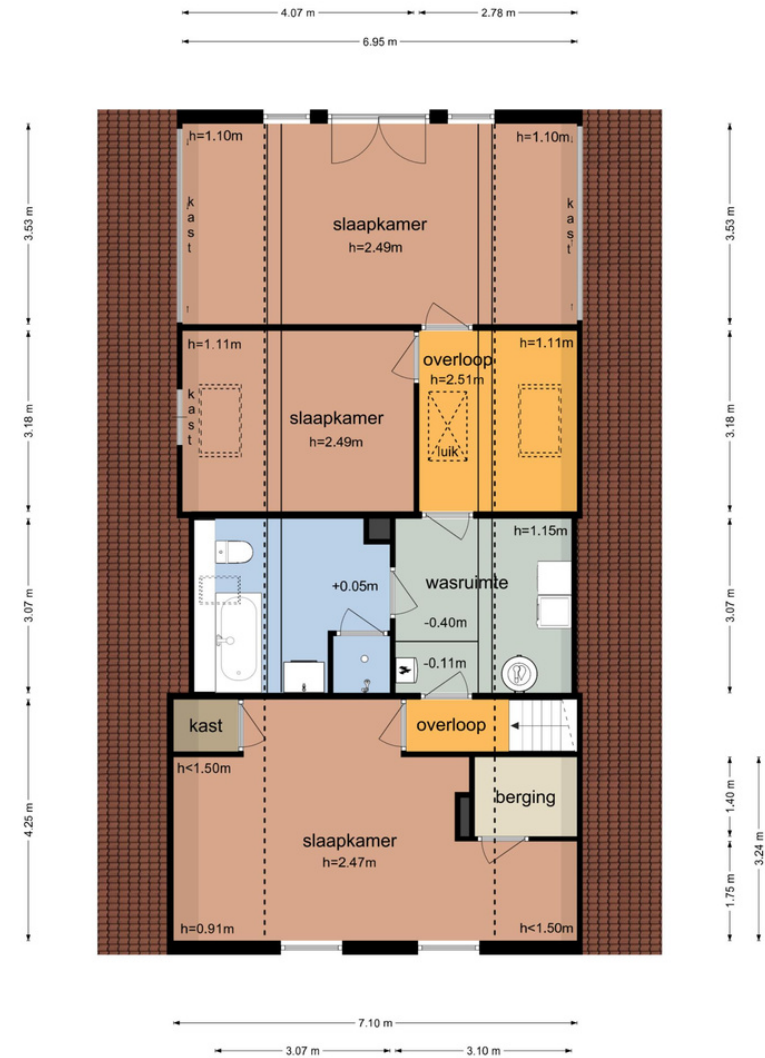 4.07 m
2.78 m
6.95 m
h=1.10m
h=1.10m
kast
kast
slaapkamer
h=2.49m
3.53 m
3.53 m
h=1.11m
overloop
h=2.51m
h=1.11m
kast
slaapkamer
h=2.49m
luik
3.18 m
3.18 m
h=1.15m
+0.05m
wasruimte
-0.40m
-0.11m
3.07 m
3.07 m
kast
overloop
h<1.50m
berging
slaapkamer
h=2.47m
h=0.91m
h<1.50m
4.25 m
1.40 m
3.24 m
1.75 m
7.10 m
3.07 m
3.10 m